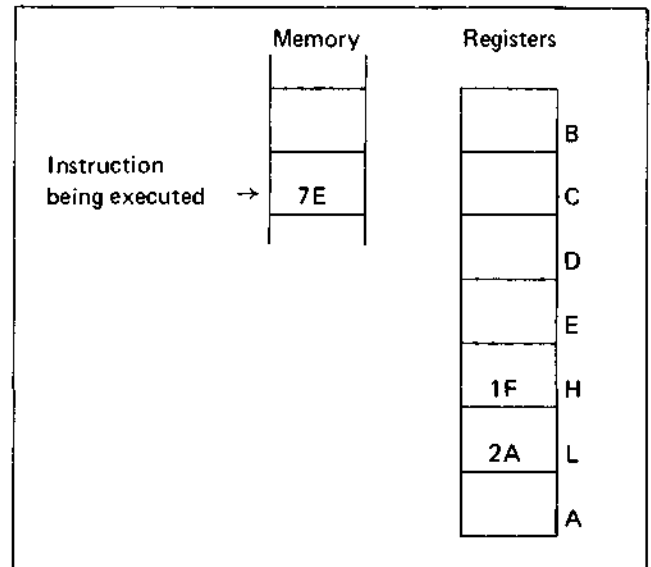 Memory Registers
B
Instruction
being executed → 7E C
D
E
1F H
2A L
A